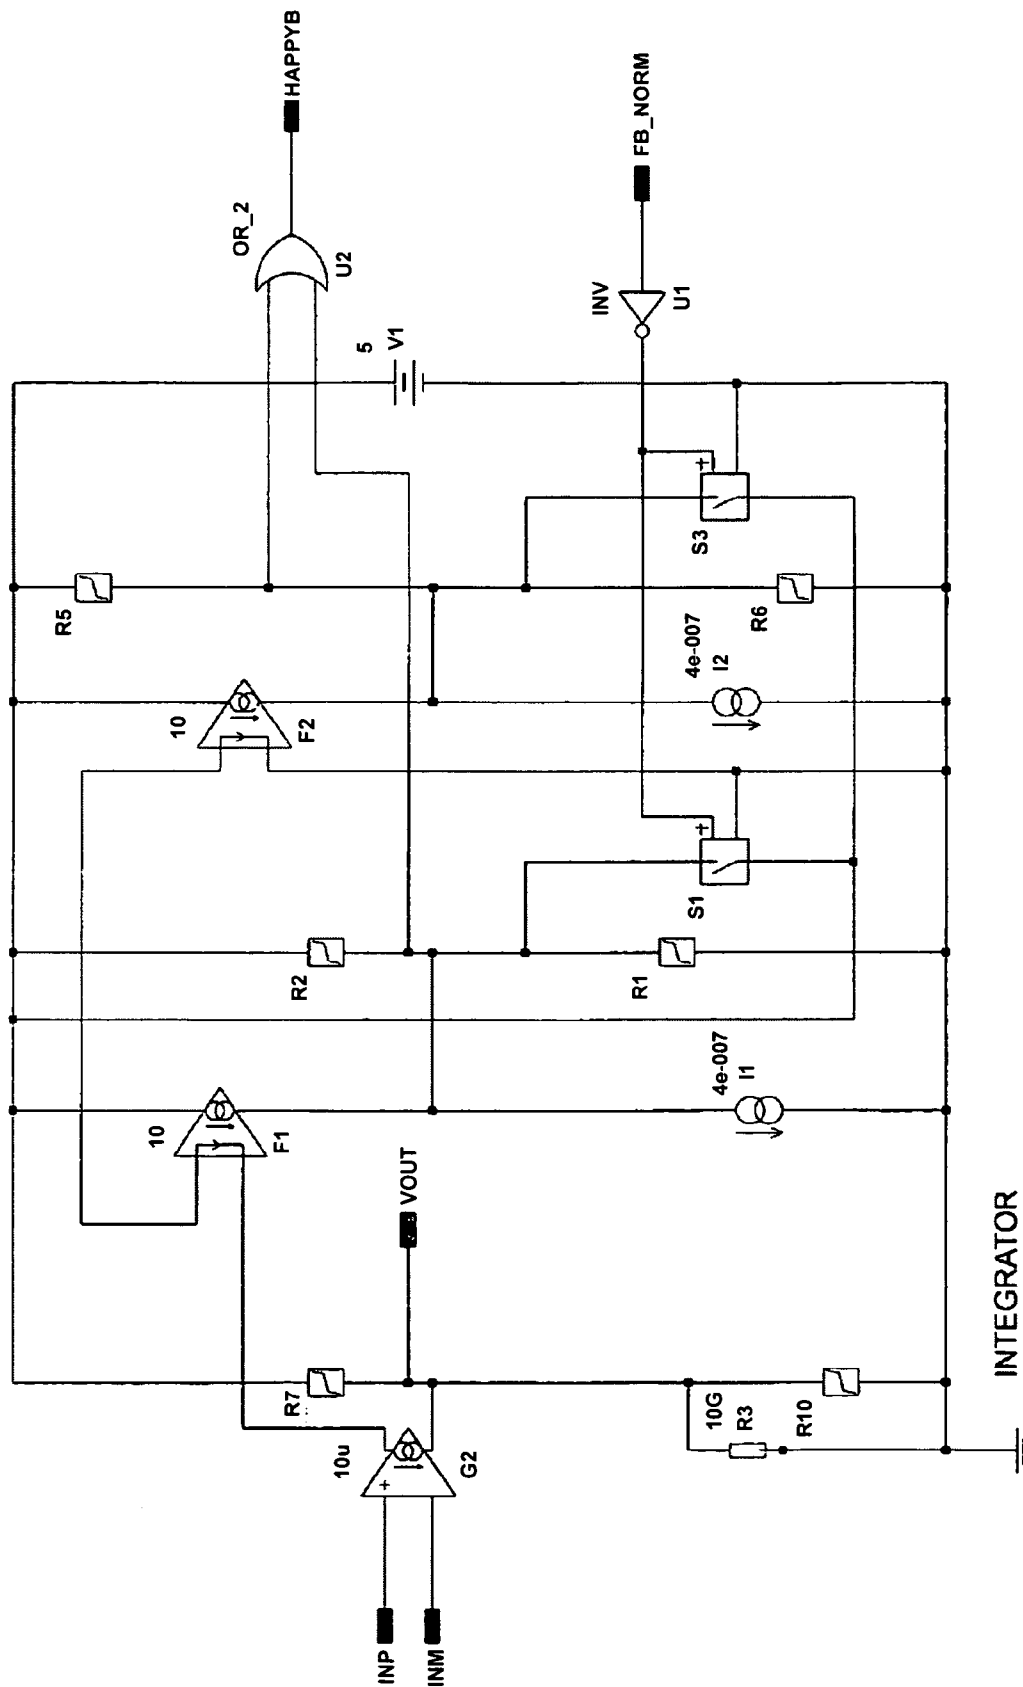 HAPPYB
OR_2
U2
FB_NORM
INV
U1
5
V1
R5
S3
R6
4e-007
I2
10
F2
S1
R2
R1
4e-007
I1
10
F1
VOUT
R7
10G
R3
R10
10u
G2
+
+
+
INP
INM
INTEGRATOR